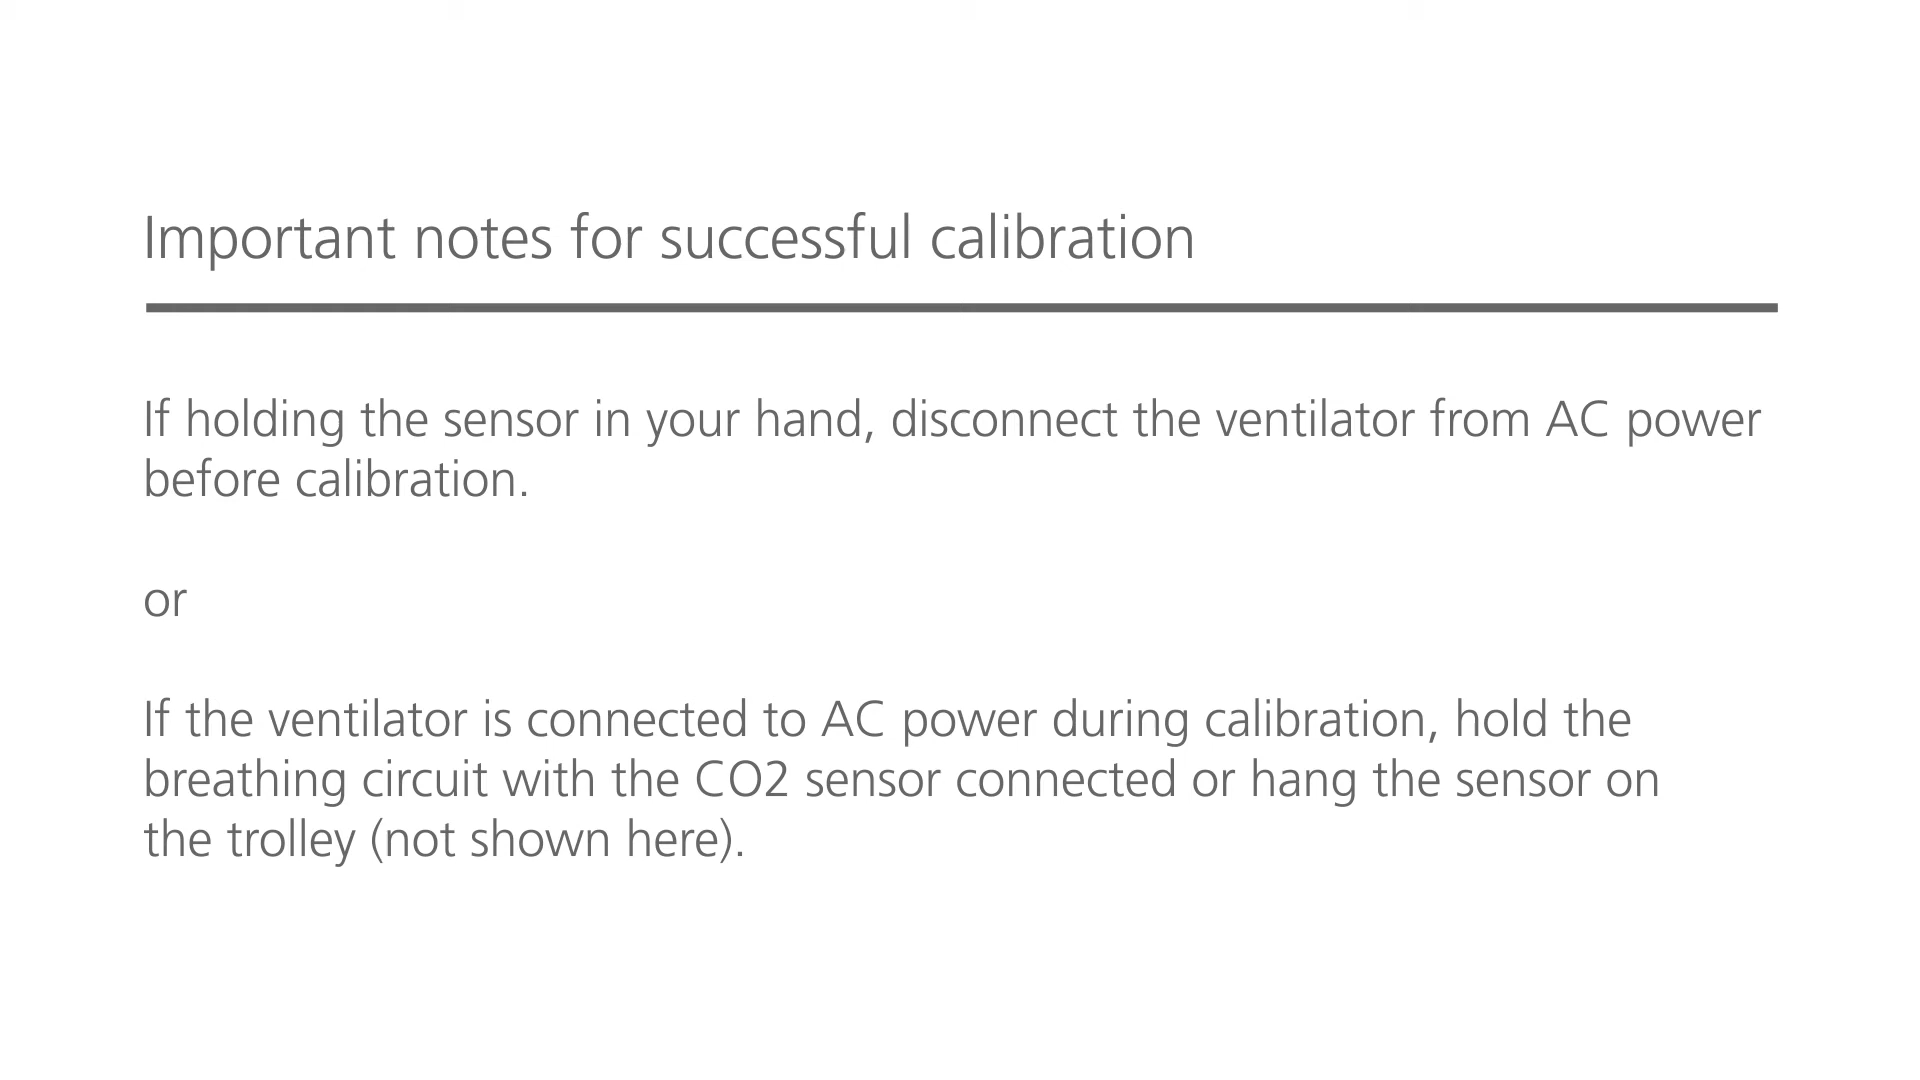 Important notes for successful calibration
If holding the sensor in your hand, disconnect the ventilator from AC power
before calibration.
or
If the ventilator is connected to AC power during calibration, hold the
breathing circuit with the CO2 sensor connected or hang the sensor on
the trolley (not shown here).